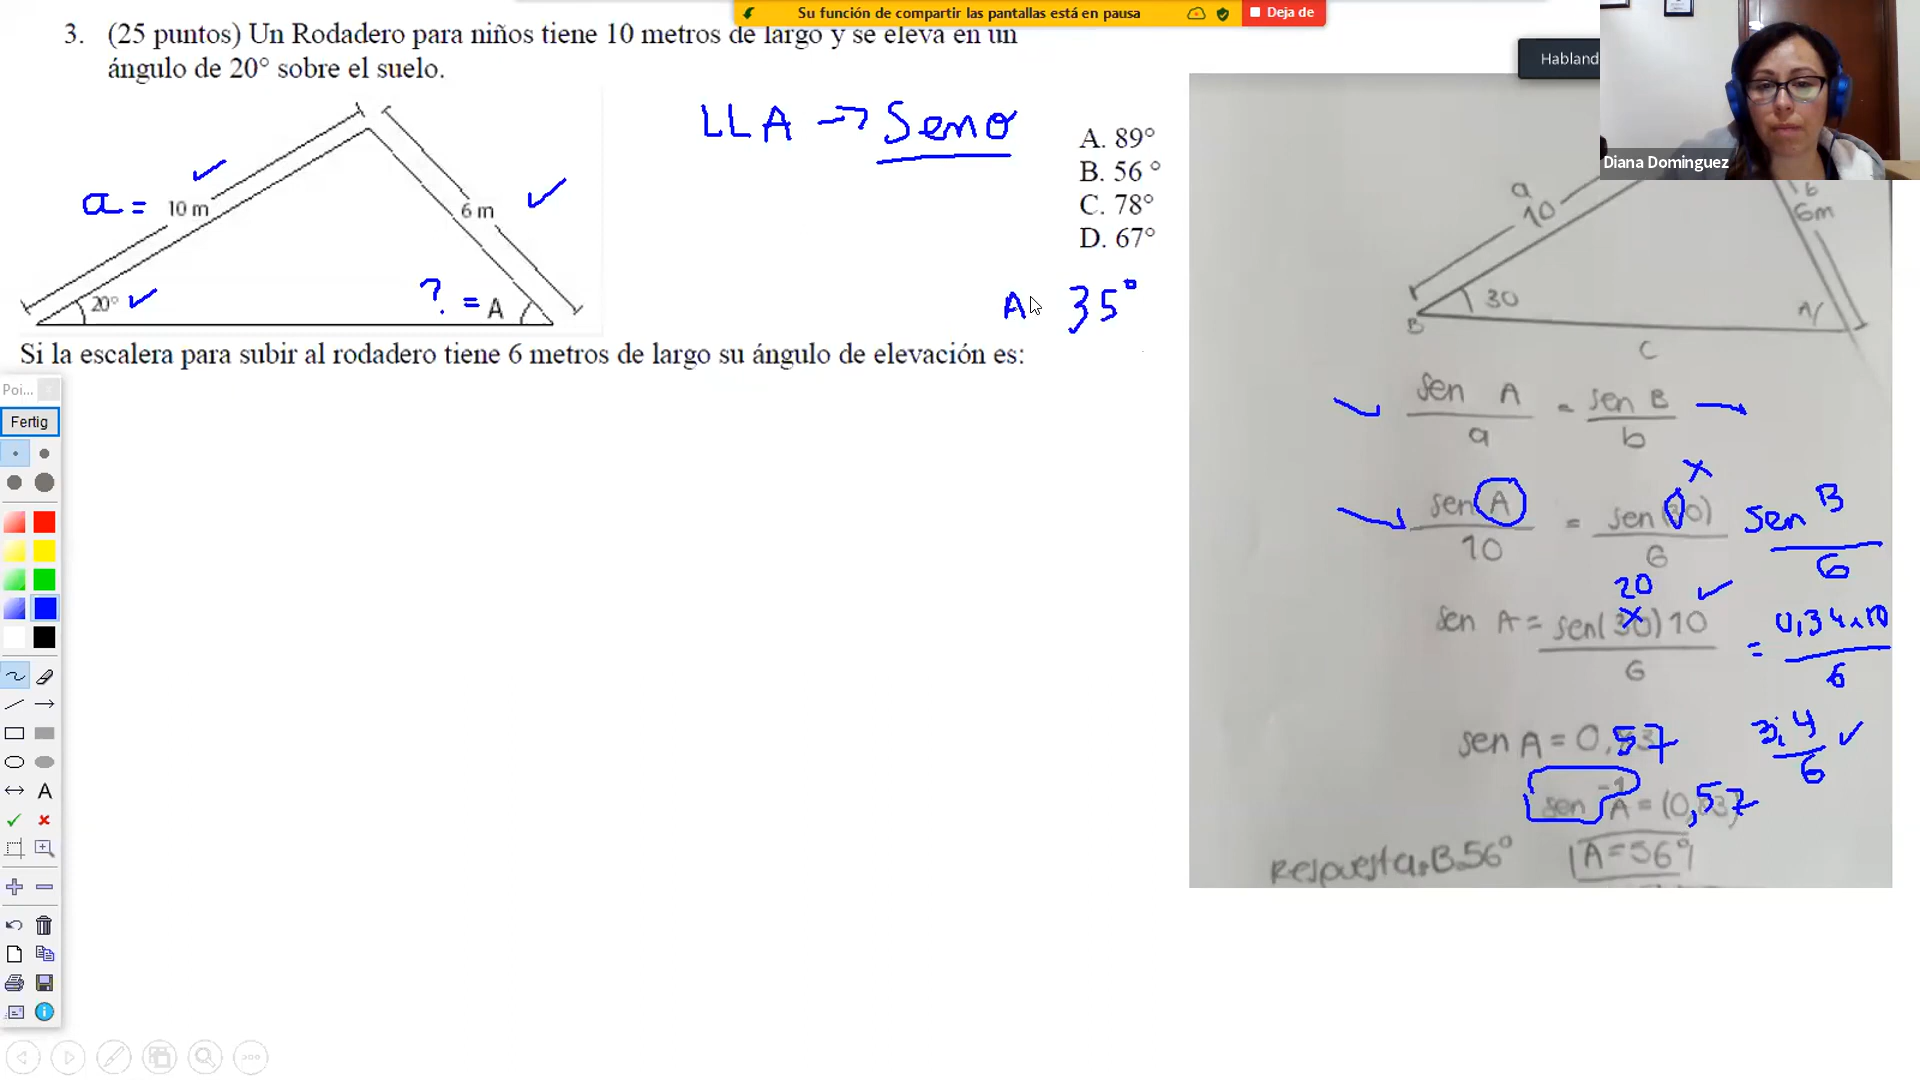 Su función de compartir las pantallas está en pausa
Deja de
3. (25 puntos) Un Rodadero para niños tiene 10 metros de largo y se eleva en un
ángulo de 20° sobre el suelo.
Habland
Diana Dominguez
LLA → Seno
A. 89°
B. 56 °
C. 78°
D. 67°
a = 10 m
6 m
20°
? = A
A 35°
Si la escalera para subir al rodadero tiene 6 metros de largo su ángulo de elevación es:
a
10
6m
30
B
A
C
sen A = sen B
a b
sen A = sen(30) sen B
10 6 6
20
sen A = sen(30)10 = 0,34x10
6 6
sen A = 0,57
3,4
6
sen⁻¹ A = (0,57
Respuesta. B. 56° A = 56°
Poi...
Fertig
A